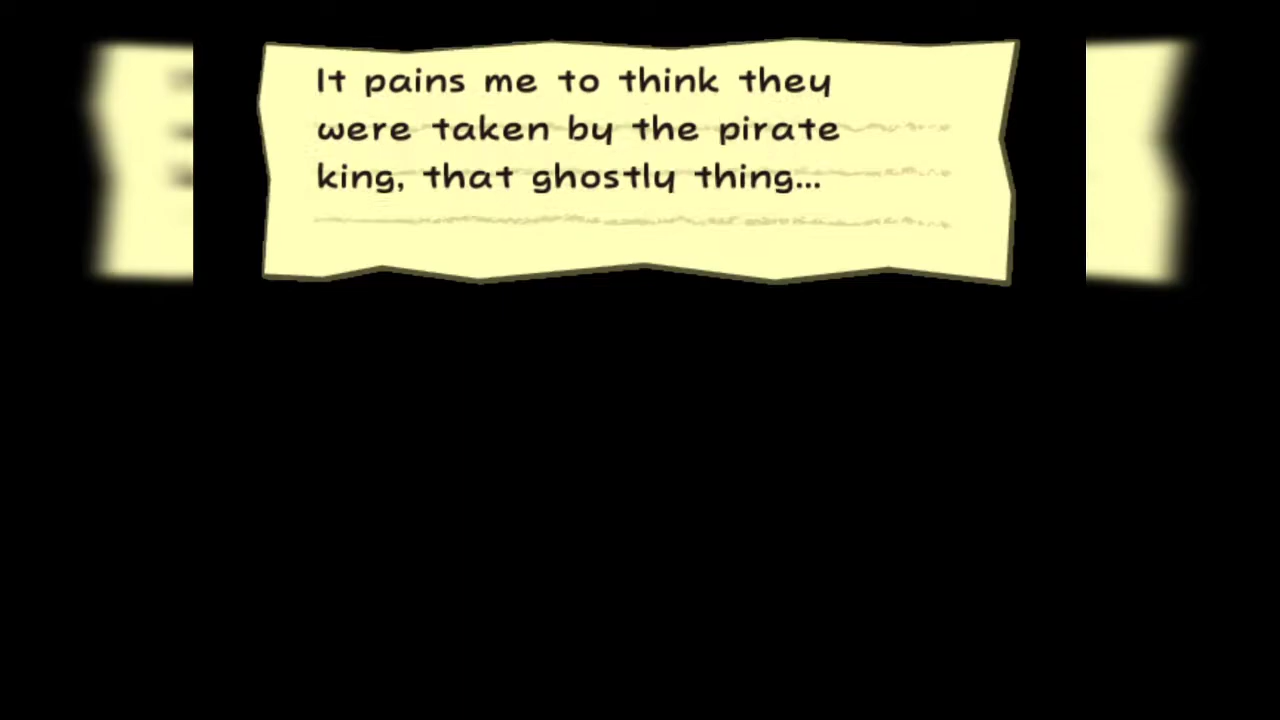 It pains me to think they
were taken by the pirate
king, that ghostly thing...